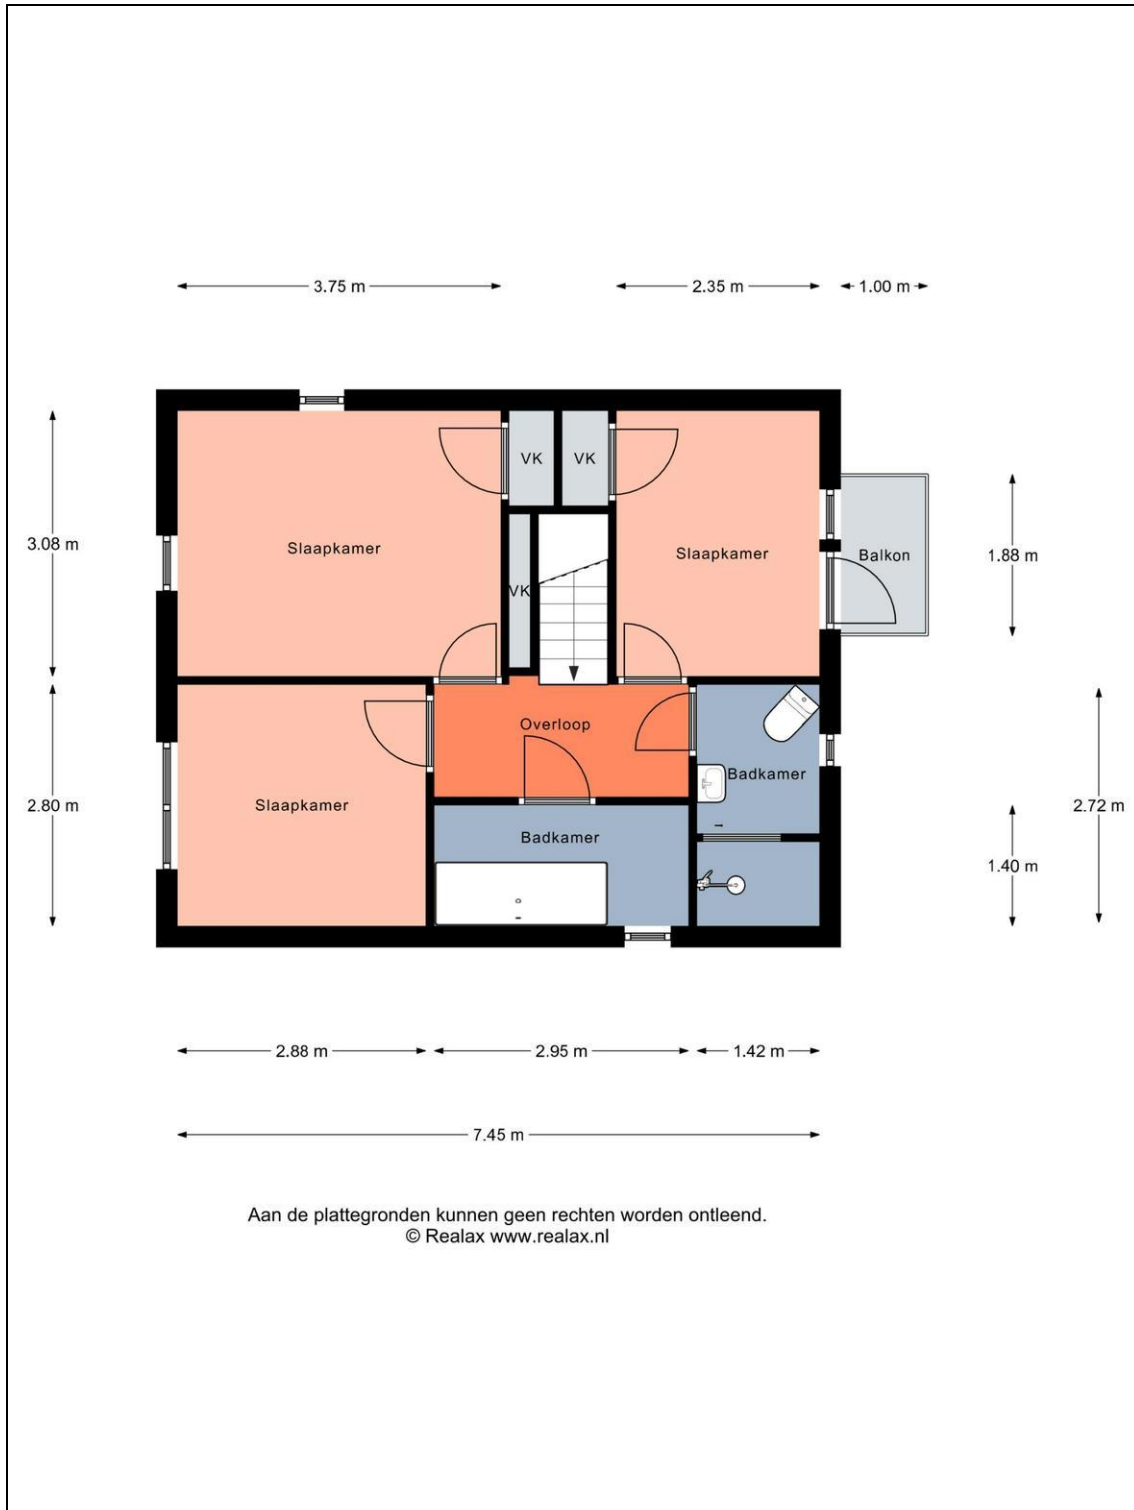 3.75 m
2.35 m
1.00 m
VK
VK
3.08 m
Slaapkamer
Slaapkamer
Balkon
1.88 m
VK
Overloop
Badkamer
Slaapkamer
2.80 m
2.72 m
Badkamer
1.40 m
2.88 m
2.95 m
1.42 m
7.45 m
Aan de plattegronden kunnen geen rechten worden ontleend.
© Realax www.realax.nl